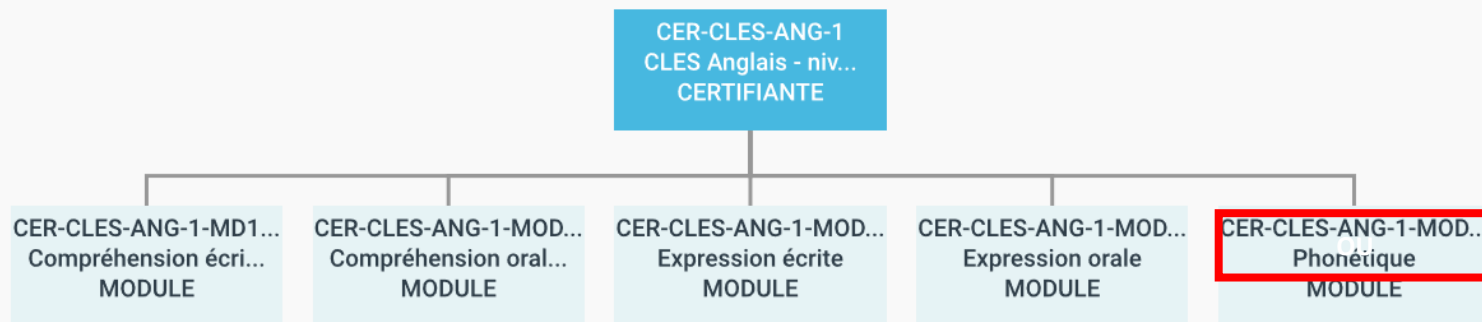 CER-CLES-ANG-1
CLES Anglais - niv...
CERTIFIANTE
CER-CLES-ANG-1-MD1...
Compréhension écri...
MODULE
CER-CLES-ANG-1-MOD...
Compréhension oral...
MODULE
CER-CLES-ANG-1-MOD...
Expression écrite
MODULE
CER-CLES-ANG-1-MOD...
Expression orale
MODULE
CER-CLES-ANG-1-MOD...
ou
Phonétique
MODULE